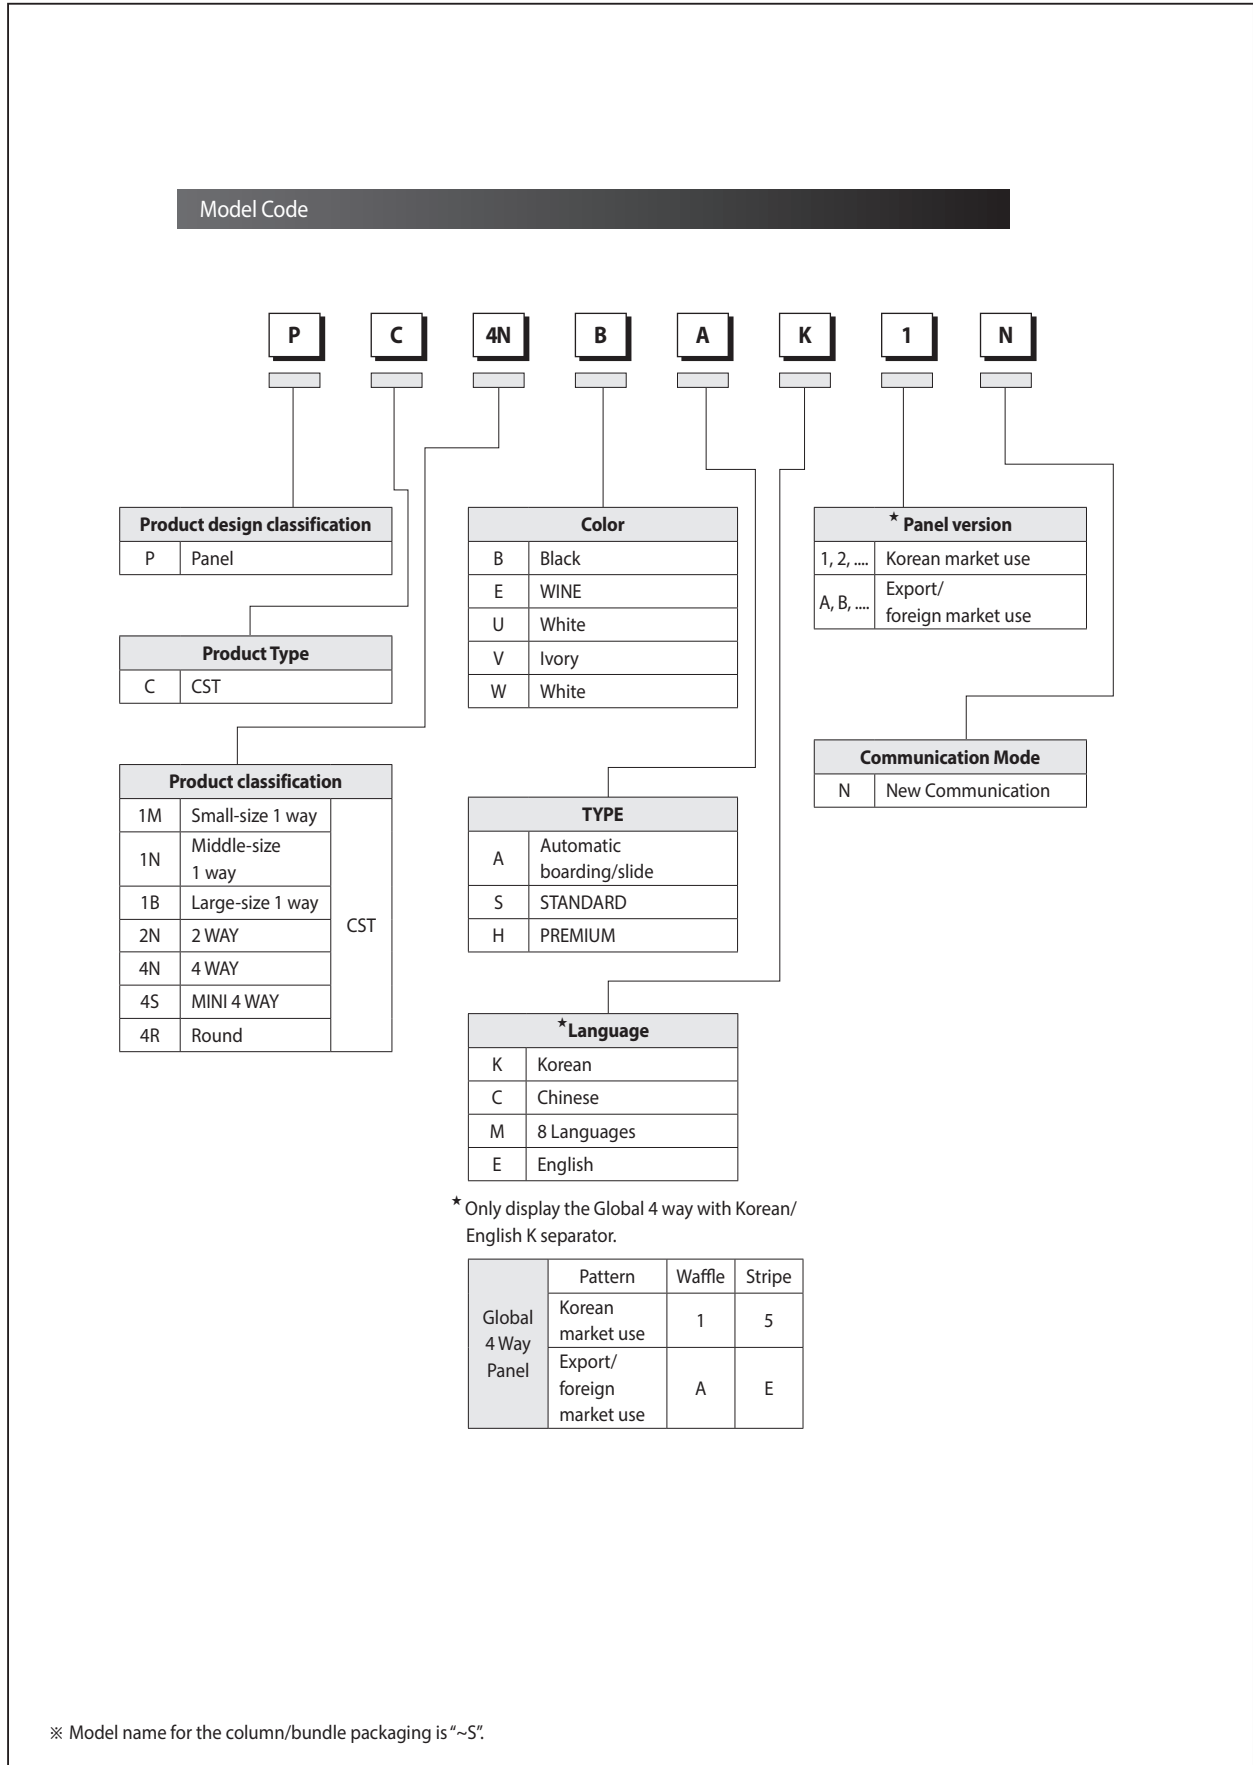 Model Code
P C 4N B A K 1 N
Product design classification
P Panel
Product Type
C CST
Product classification
1M Small-size 1 way
1N Middle-size
1 way
1B Large-size 1 way
2N 2 WAY
4N 4 WAY
4S MINI 4 WAY
4R Round
CST
Color
B Black
E WINE
U White
V Ivory
W White
TYPE
A Automatic
boarding/slide
S STANDARD
H PREMIUM
★Language
K Korean
C Chinese
M 8 Languages
E English
★ Only display the Global 4 way with Korean/
English K separator.
Global
4 Way
Panel
Pattern Waffle Stripe
Korean
market use 1 5
Export/
foreign
market use A E
★ Panel version
1, 2, .... Korean market use
A, B, .... Export/
foreign market use
Communication Mode
N New Communication
※ Model name for the column/bundle packaging is “~S”.